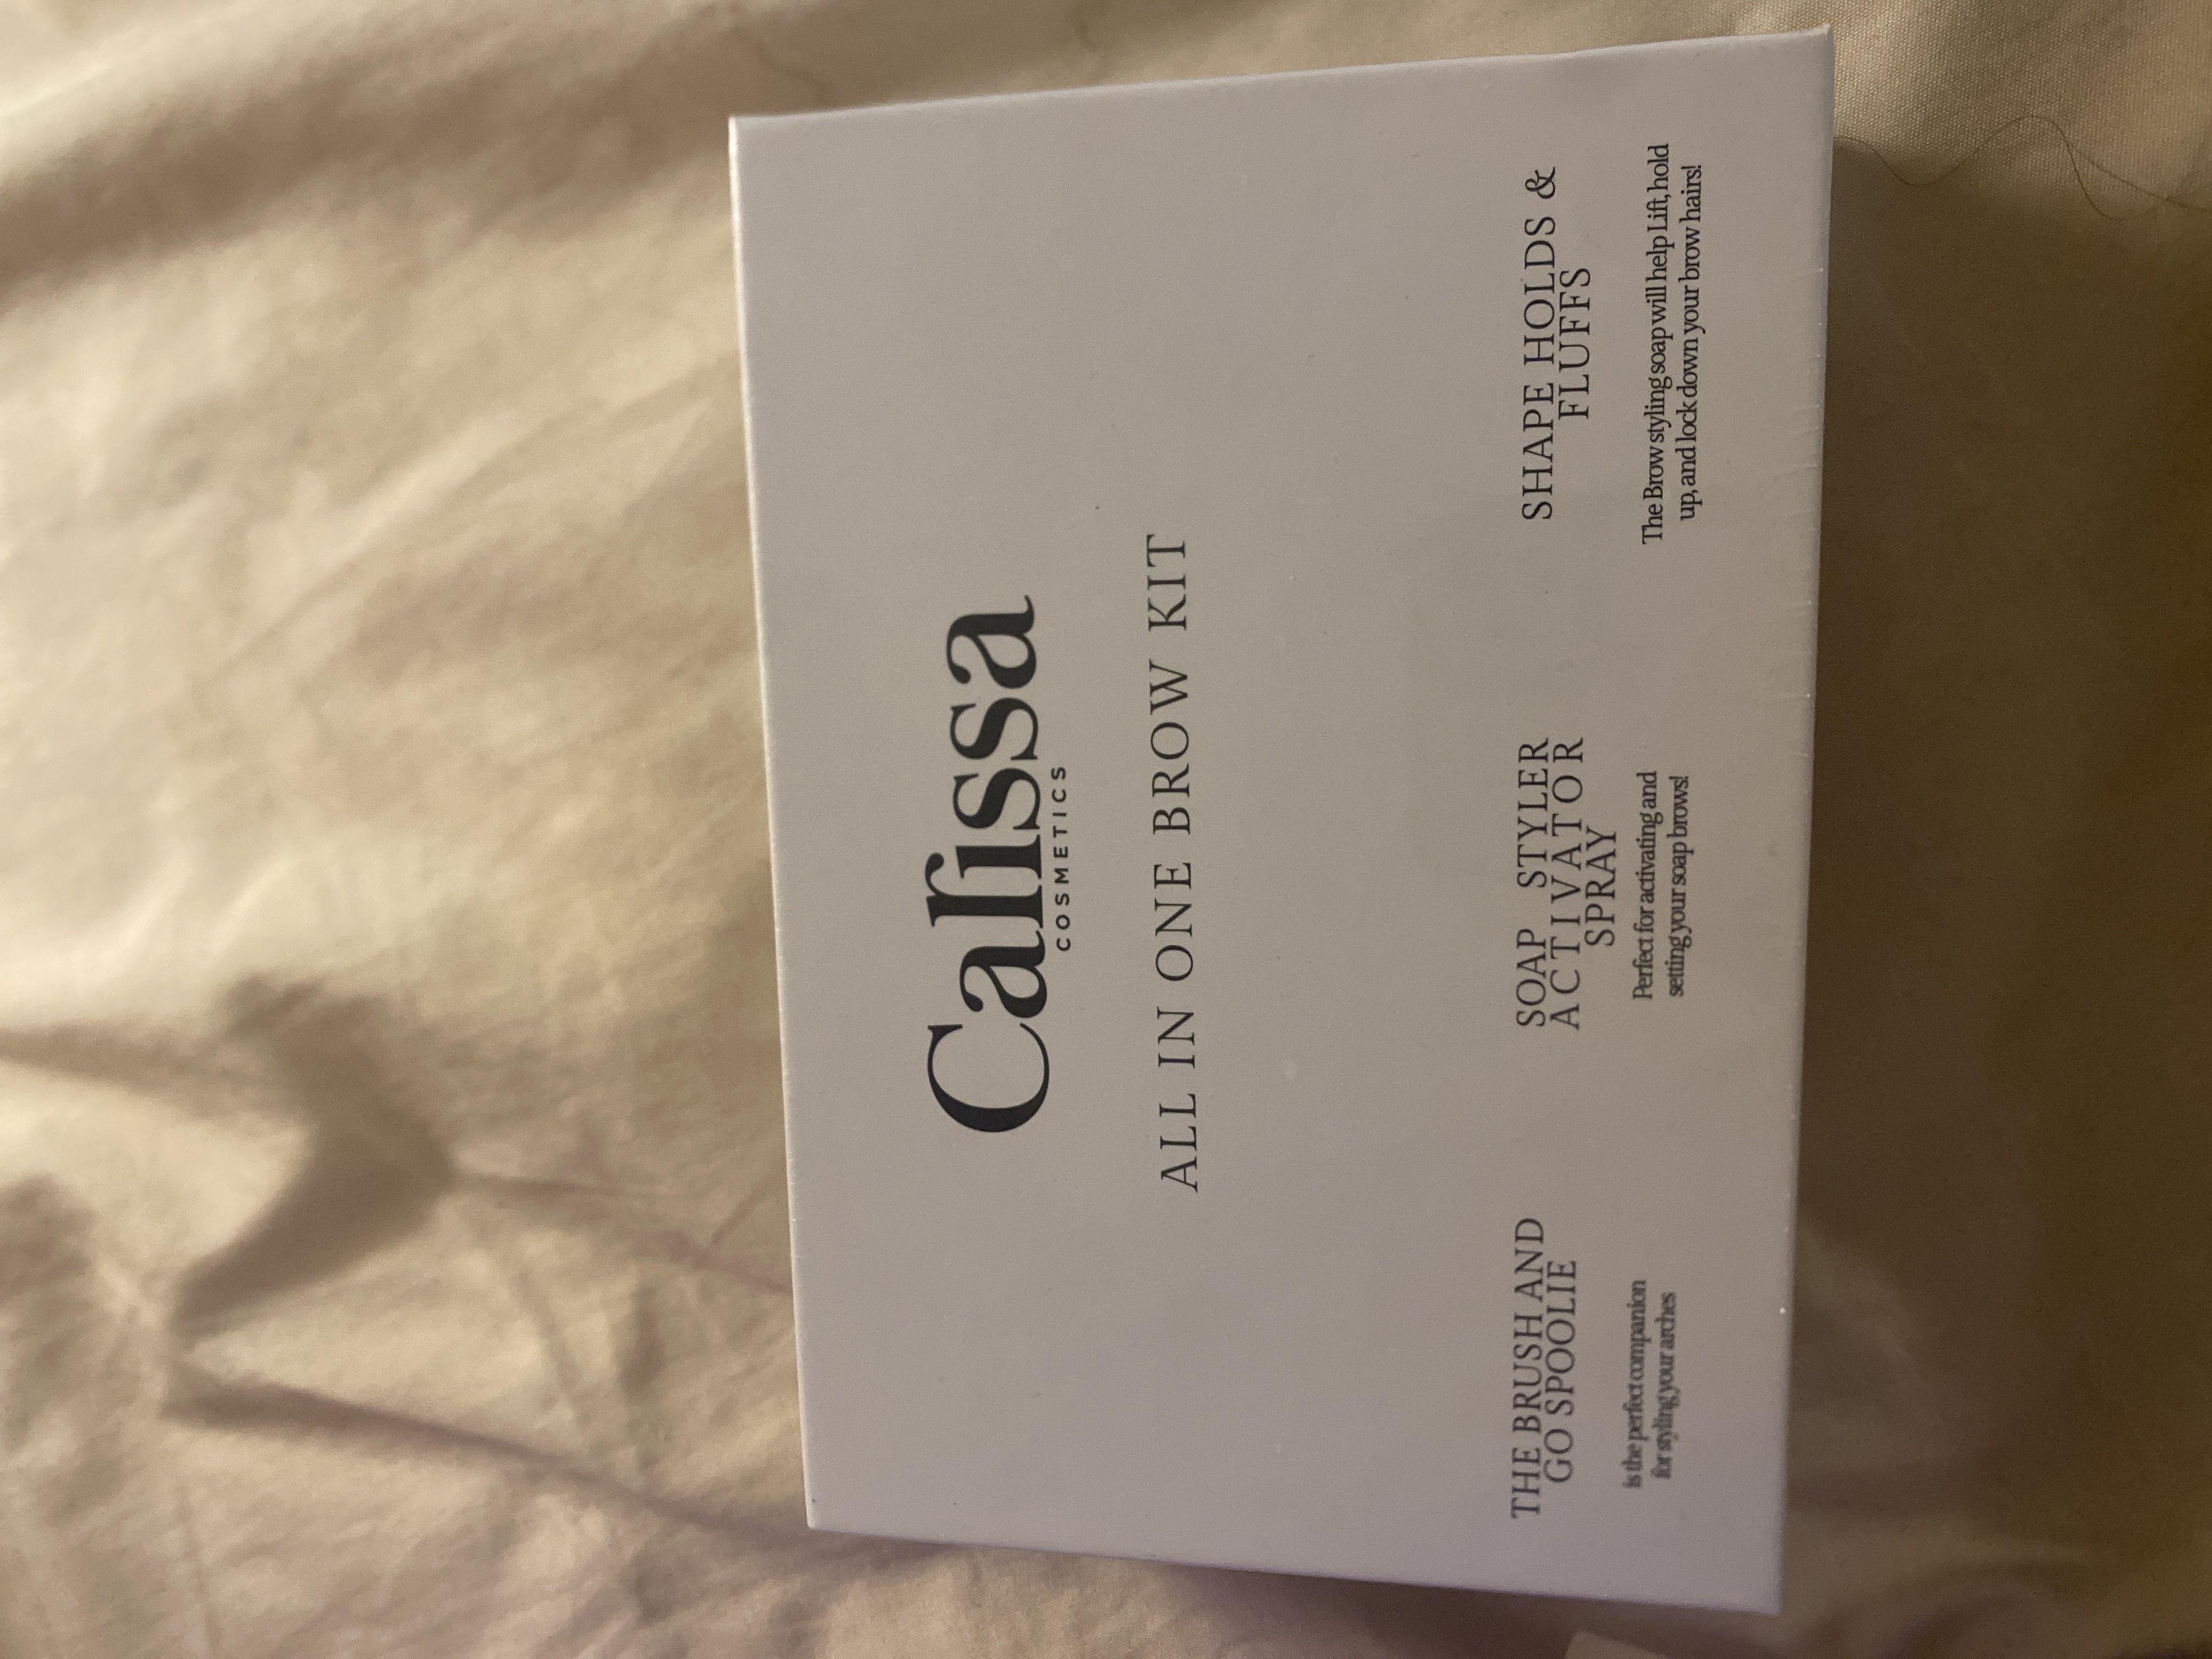 Carissa
COSMETICS
ALL IN ONE BROW KIT
THE BRUSH AND
GO SPOOLIE
is the perfect companion
for styling your arches
SOAP STYLER
ACTIVATOR
SPRAY
Perfect for activating and
setting your soap brows!
SHAPE HOLDS &
FLUFFS
The Brow styling soap will help Lift, hold
up, and lock down your brow hairs!